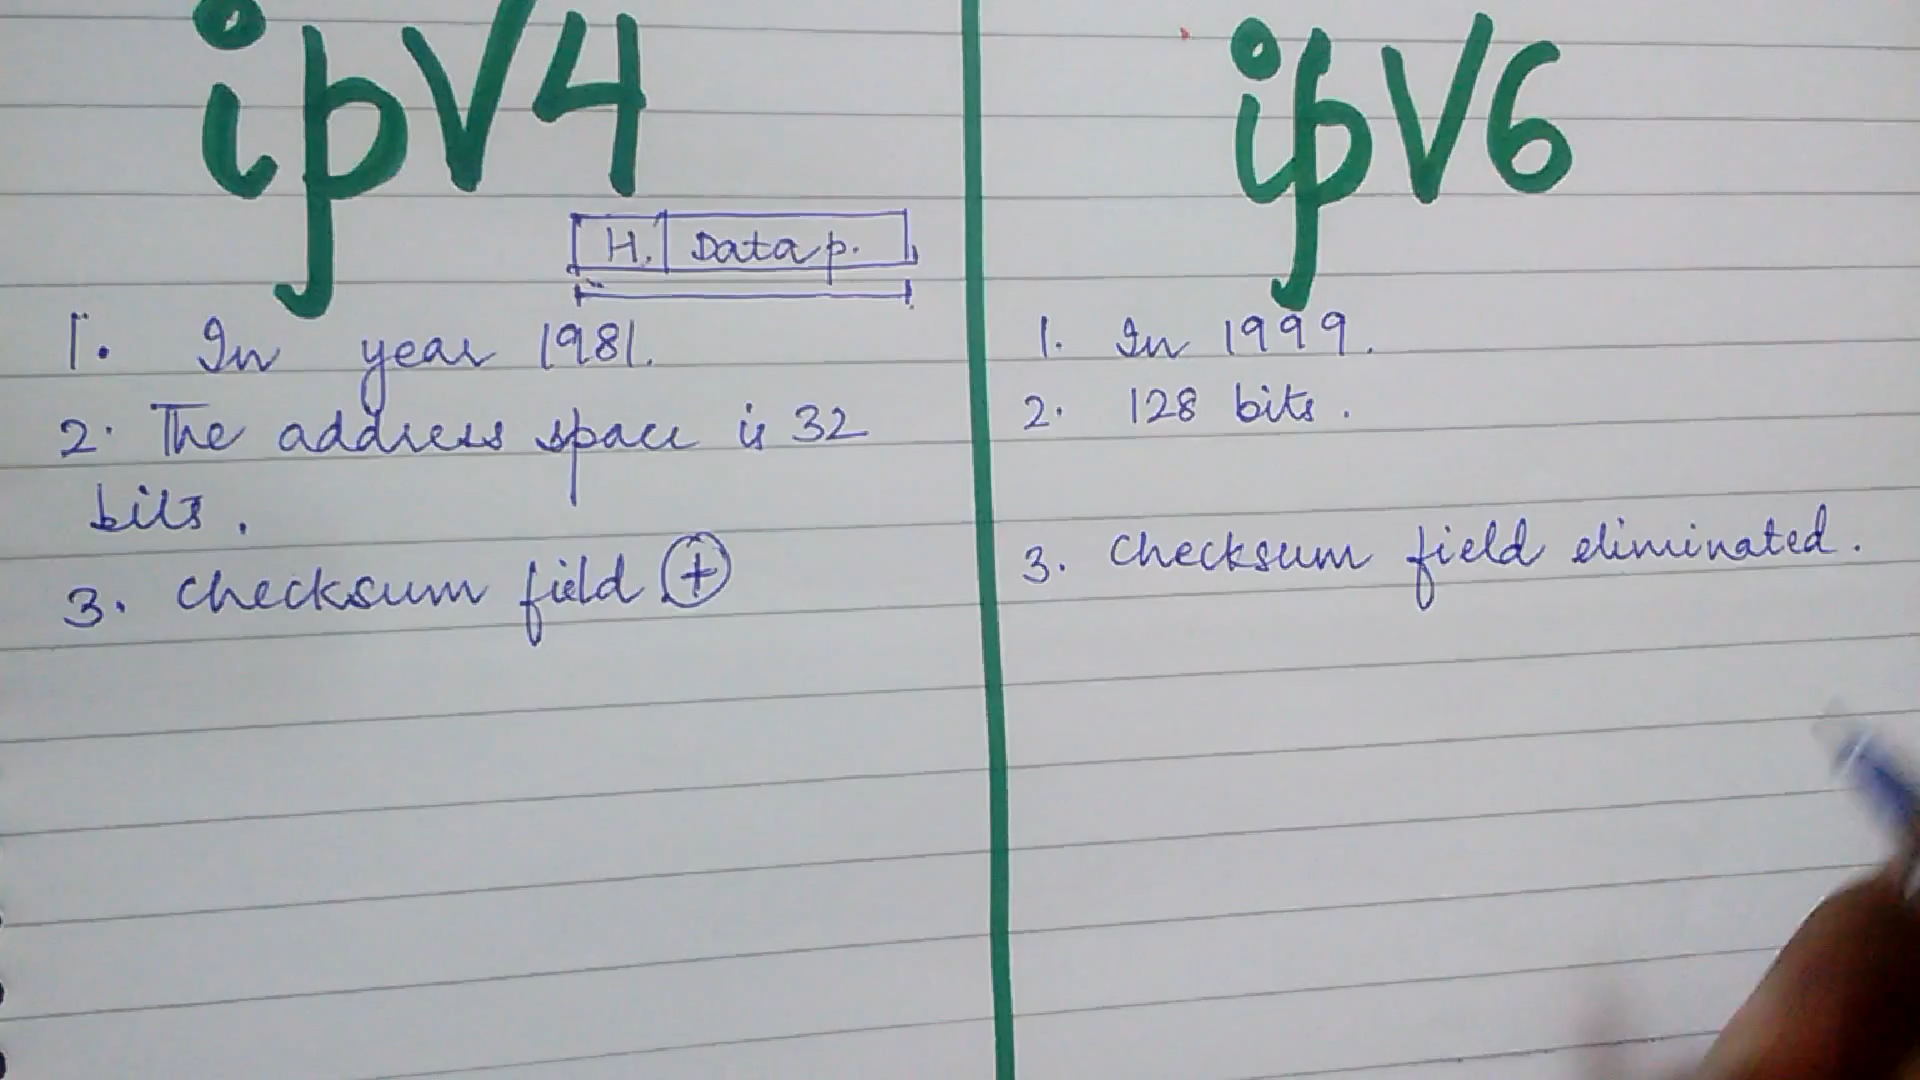 ipV4
H. Data p.
1. In year 1981.
2. The address space is 32
bits.
3. Checksum field +
ipV6
1. In 1999.
2. 128 bits.
3. Checksum field eliminated.